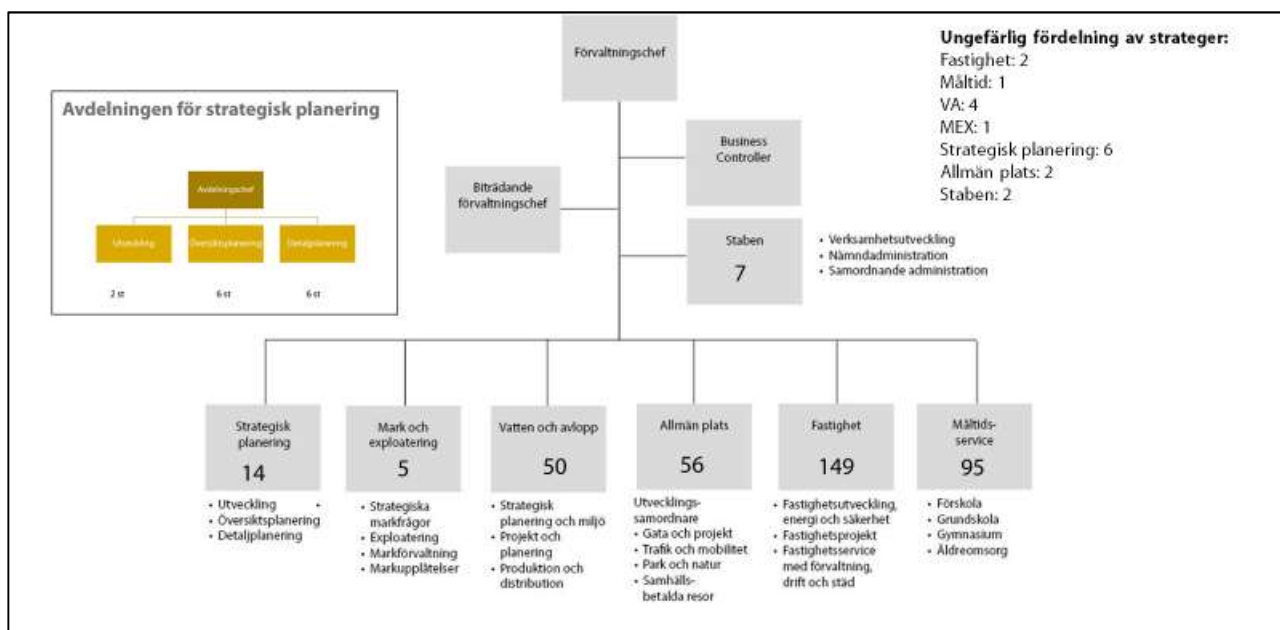 Förvaltningschef
Ungefärlig fördelning av strateger:
Fastighet: 2
Måltid: 1
VA: 4
MEX: 1
Strategisk planering: 6
Allmän plats: 2
Staben: 2
Avdelningen för strategisk planering
Avdelningschef
Utveckling
Översiktsplanering
Detaljplanering
2 st
6 st
6 st
Business
Controller
Biträdande
förvaltningschef
Staben
7
• Verksamhetsutveckling
• Nämndadministration
• Samordnande administration
Strategisk
planering
14
• Utveckling •
• Översiktsplanering
• Detaljplanering
Mark och
exploatering
5
• Strategiska
markfrågor
• Exploatering
• Markförvaltning
• Markupplåtelser
Vatten och avlopp
50
• Strategisk
planering och miljö
• Projekt och
planering
• Produktion och
distribution
Allmän plats
56
Utvecklings-
samordnare
• Gata och projekt
• Trafik och mobilitet
• Park och natur
• Samhälls-
betalda resor
Fastighet
149
• Fastighetsutveckling,
energi och säkerhet
• Fastighetsprojekt
• Fastighetsservice
med förvaltning,
drift och städ
Måltids-
service
95
• Förskola
• Grundskola
• Gymnasium
• Äldreomsorg